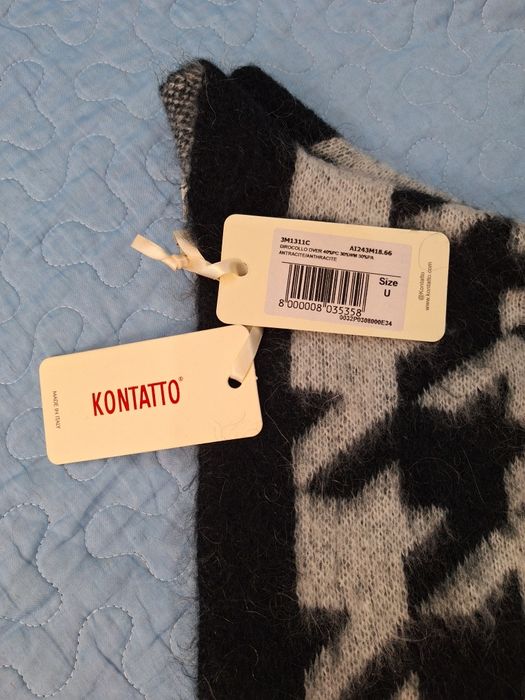 3M1311C AI243M18.66
GIROCOLLO OVER 40%PC 30%WM 30%PA
ANTRACITE/ANTHRACITE
Size
U
8 000008 035358
0032P0308000E34
@Kontatto
www.kontatto.com
KONTATTO®
MADE IN ITALY